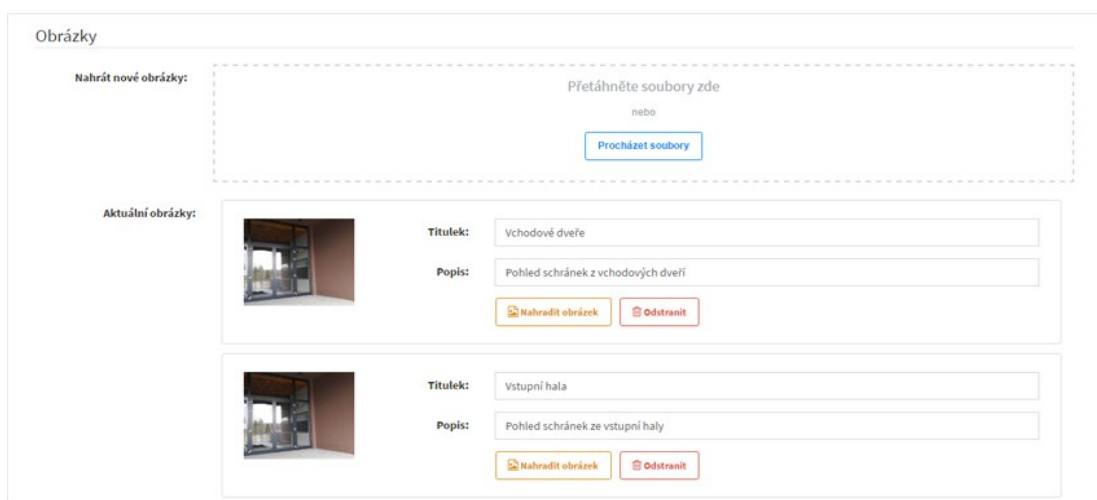 Obrázky
Nahrát nové obrázky:
Přetáhněte soubory zde
nebo
Procházet soubory
Aktuální obrázky:
Titulek: Vchodové dveře
Popis: Pohled schránek z vchodových dveří
Nahradit obrázek Odstranit
Titulek: Vstupní hala
Popis: Pohled schránek ze vstupní haly
Nahradit obrázek Odstranit